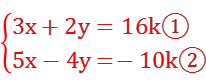 3x + 2y = 16k①
5x − 4y = − 10k②